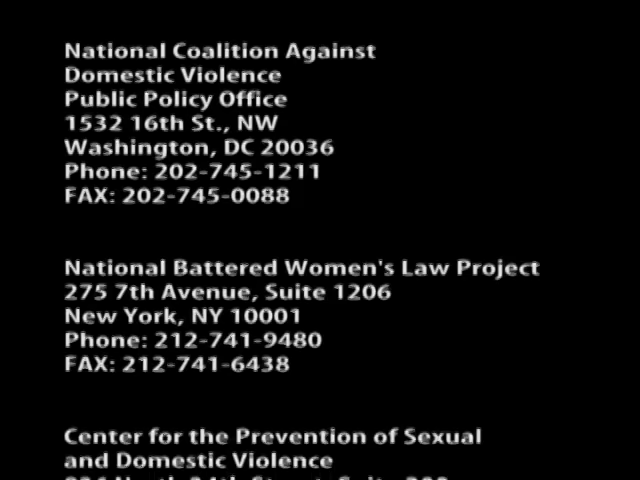 National Coalition Against
Domestic Violence
Public Policy Office
1532 16th St., NW
Washington, DC 20036
Phone: 202-745-1211
FAX: 202-745-0088
National Battered Women's Law Project
275 7th Avenue, Suite 1206
New York, NY 10001
Phone: 212-741-9480
FAX: 212-741-6438
Center for the Prevention of Sexual
and Domestic Violence